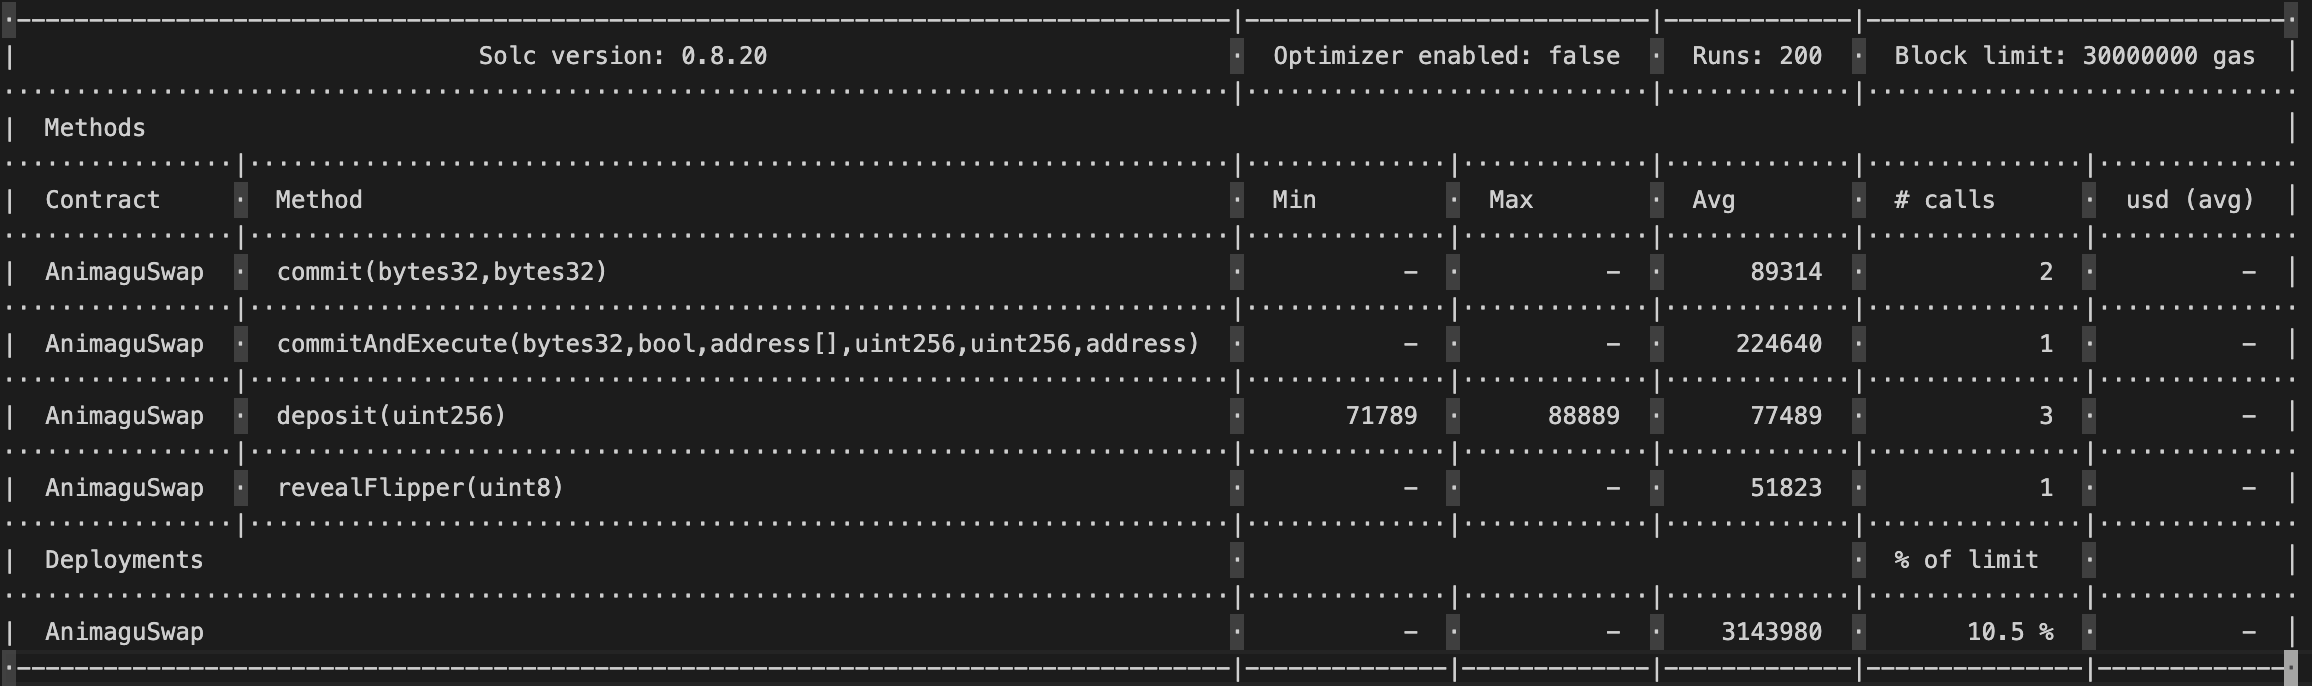 Solc version: 0.8.20 · Optimizer enabled: false · Runs: 200 · Block limit: 30000000 gas
Methods
Contract · Method · Min · Max · Avg · # calls · usd (avg)
AnimaguSwap · commit(bytes32,bytes32) · - · - · 89314 · 2 · -
AnimaguSwap · commitAndExecute(bytes32,bool,address[],uint256,uint256,address) · - · - · 224640 · 1 · -
AnimaguSwap · deposit(uint256) · 71789 · 88889 · 77489 · 3 · -
AnimaguSwap · revealFlipper(uint8) · - · - · 51823 · 1 · -
Deployments · · % of limit ·
AnimaguSwap · - · - · 3143980 · 10.5 % · -